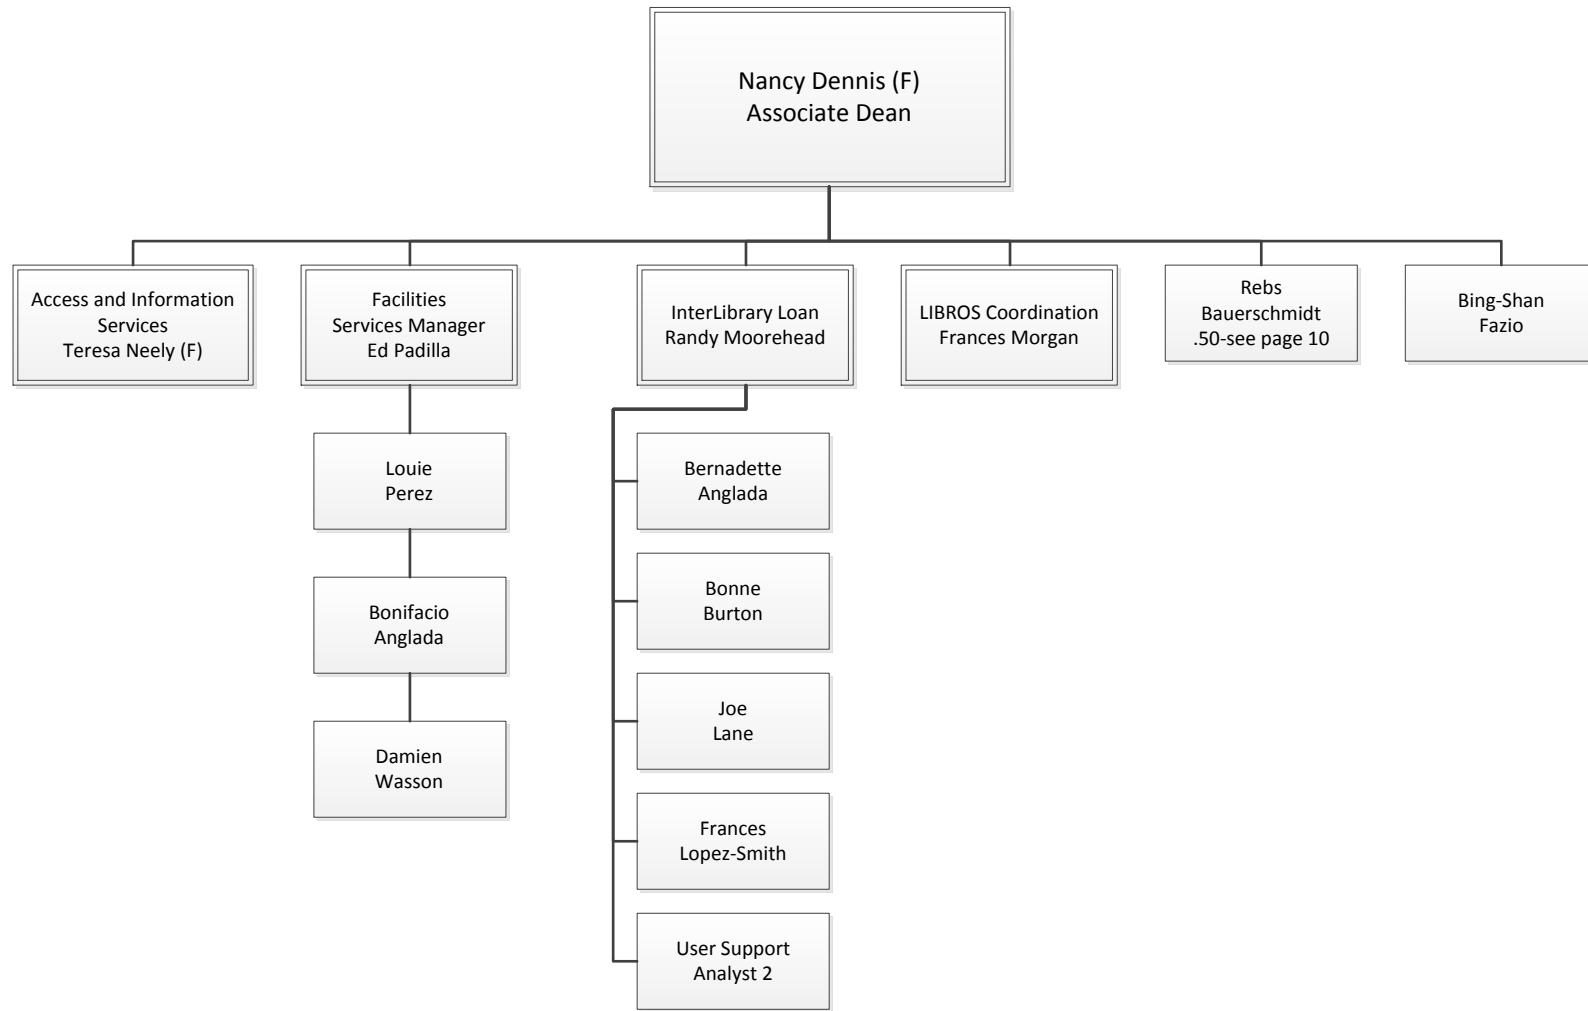 Nancy Dennis (F)
Associate Dean
Access and Information
Services
Teresa Neely (F)
Facilities
Services Manager
Ed Padilla
InterLibrary Loan
Randy Moorehead
LIBROS Coordination
Frances Morgan
Rebs
Bauerschmidt
.50-see page 10
Bing-Shan
Fazio
Louie
Perez
Bonifacio
Anglada
Damien
Wasson
Bernadette
Anglada
Bonne
Burton
Joe
Lane
Frances
Lopez-Smith
User Support
Analyst 2